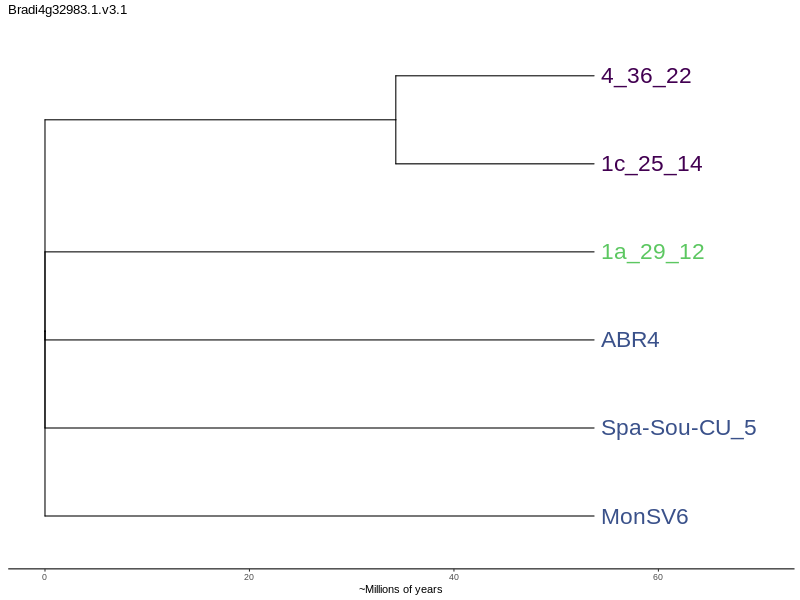 Bradi4g32983.1.v3.1
4_36_22
1c_25_14
1a_29_12
ABR4
Spa-Sou-CU_5
MonSV6
0 20 40 60
~Millions of years